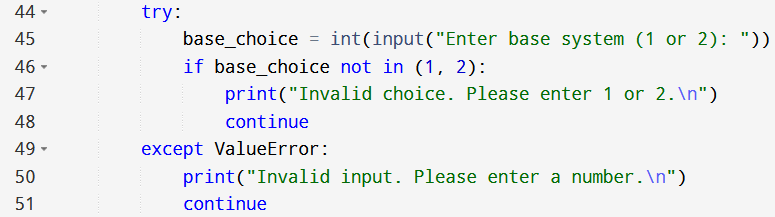 44 try:
45 base_choice = int(input("Enter base system (1 or 2): "))
46 if base_choice not in (1, 2):
47 print("Invalid choice. Please enter 1 or 2.\n")
48 continue
49 except ValueError:
50 print("Invalid input. Please enter a number.\n")
51 continue